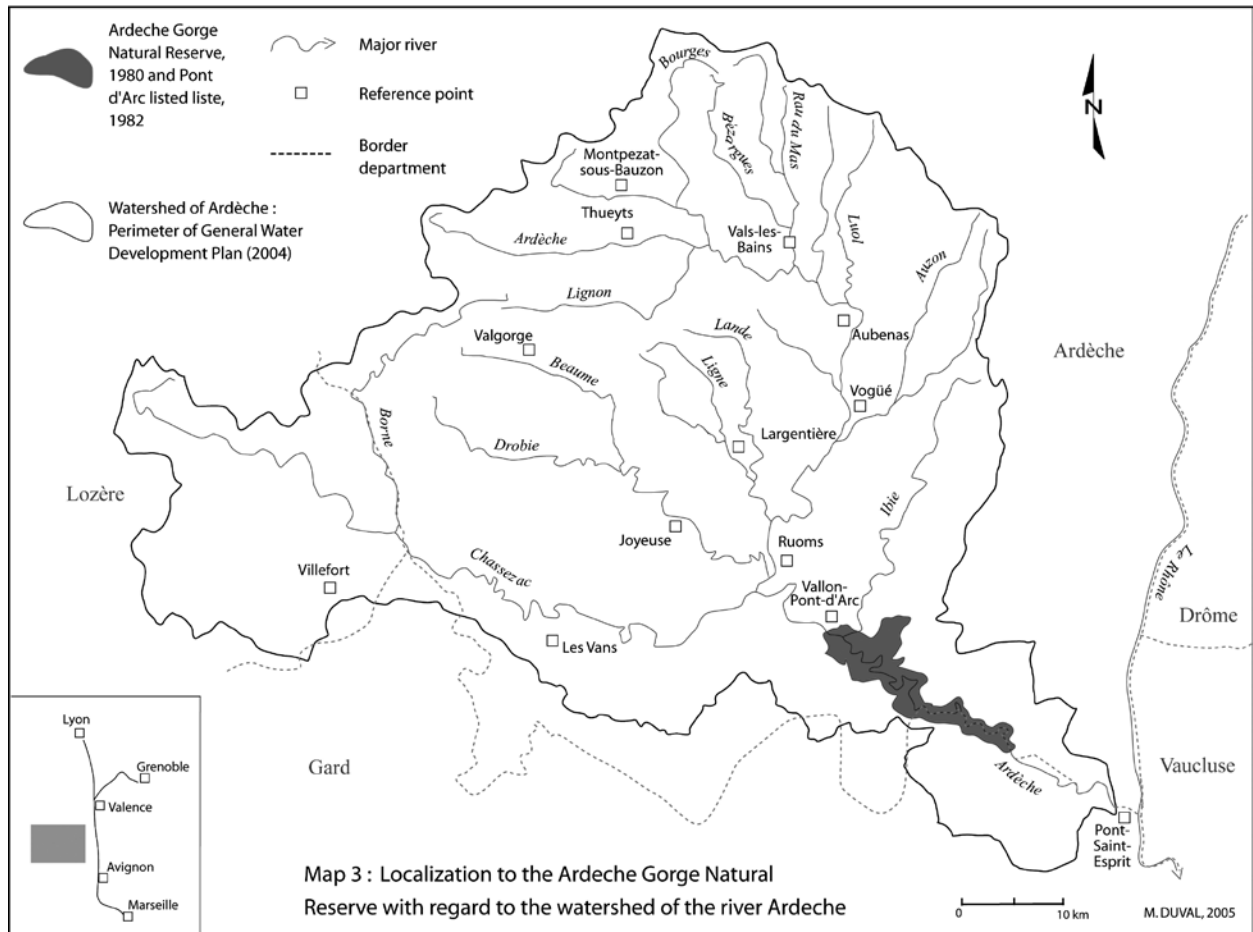 Ardeche Gorge
Natural Reserve,
1980 and Pont
d'Arc listed liste,
1982
Major river
Reference point
Border
department
Watershed of Ardèche :
Perimeter of General Water
Development Plan (2004)
N
Bourges
Bézorgues
Rau du Mas
Luol
Auzon
Montpezat-
sous-Bauzon
Thueyts
Ardèche
Vals-les-
Bains
Lignon
Valgorge
Beaume
Lande
Ligne
Aubenas
Ardèche
Vogüé
Borne
Drobie
Largentière
Lozère
Ibie
Joyeuse
Ruoms
Chassezac
Villefort
Vallon-
Pont-d'Arc
Les Vans
Le Rhône
Drôme
Gard
Ardèche
Vaucluse
Pont-
Saint-
Esprit
Lyon
Grenoble
Valence
Avignon
Marseille
Map 3 : Localization to the Ardeche Gorge Natural
Reserve with regard to the watershed of the river Ardeche
0 10 km
M. DUVAL, 2005